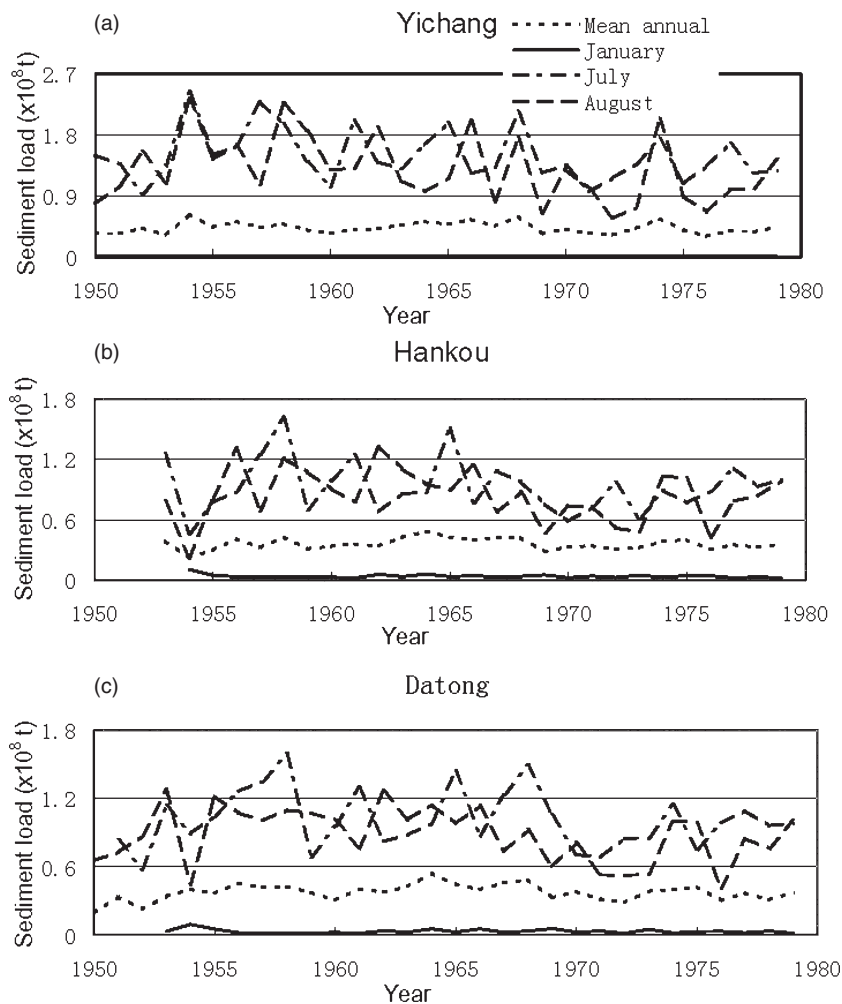 (a) Yichang
Mean annual
January
July
August
Sediment load (x10⁸t)
2.7
1.8
0.9
0
1950 1955 1960 1965 1970 1975 1980
Year
(b) Hankou
Sediment load (x10⁸t)
1.8
1.2
0.6
0
1950 1955 1960 1965 1970 1975 1980
Year
(c) Datong
Sediment load (x10⁸t)
1.8
1.2
0.6
0
1950 1955 1960 1965 1970 1975 1980
Year